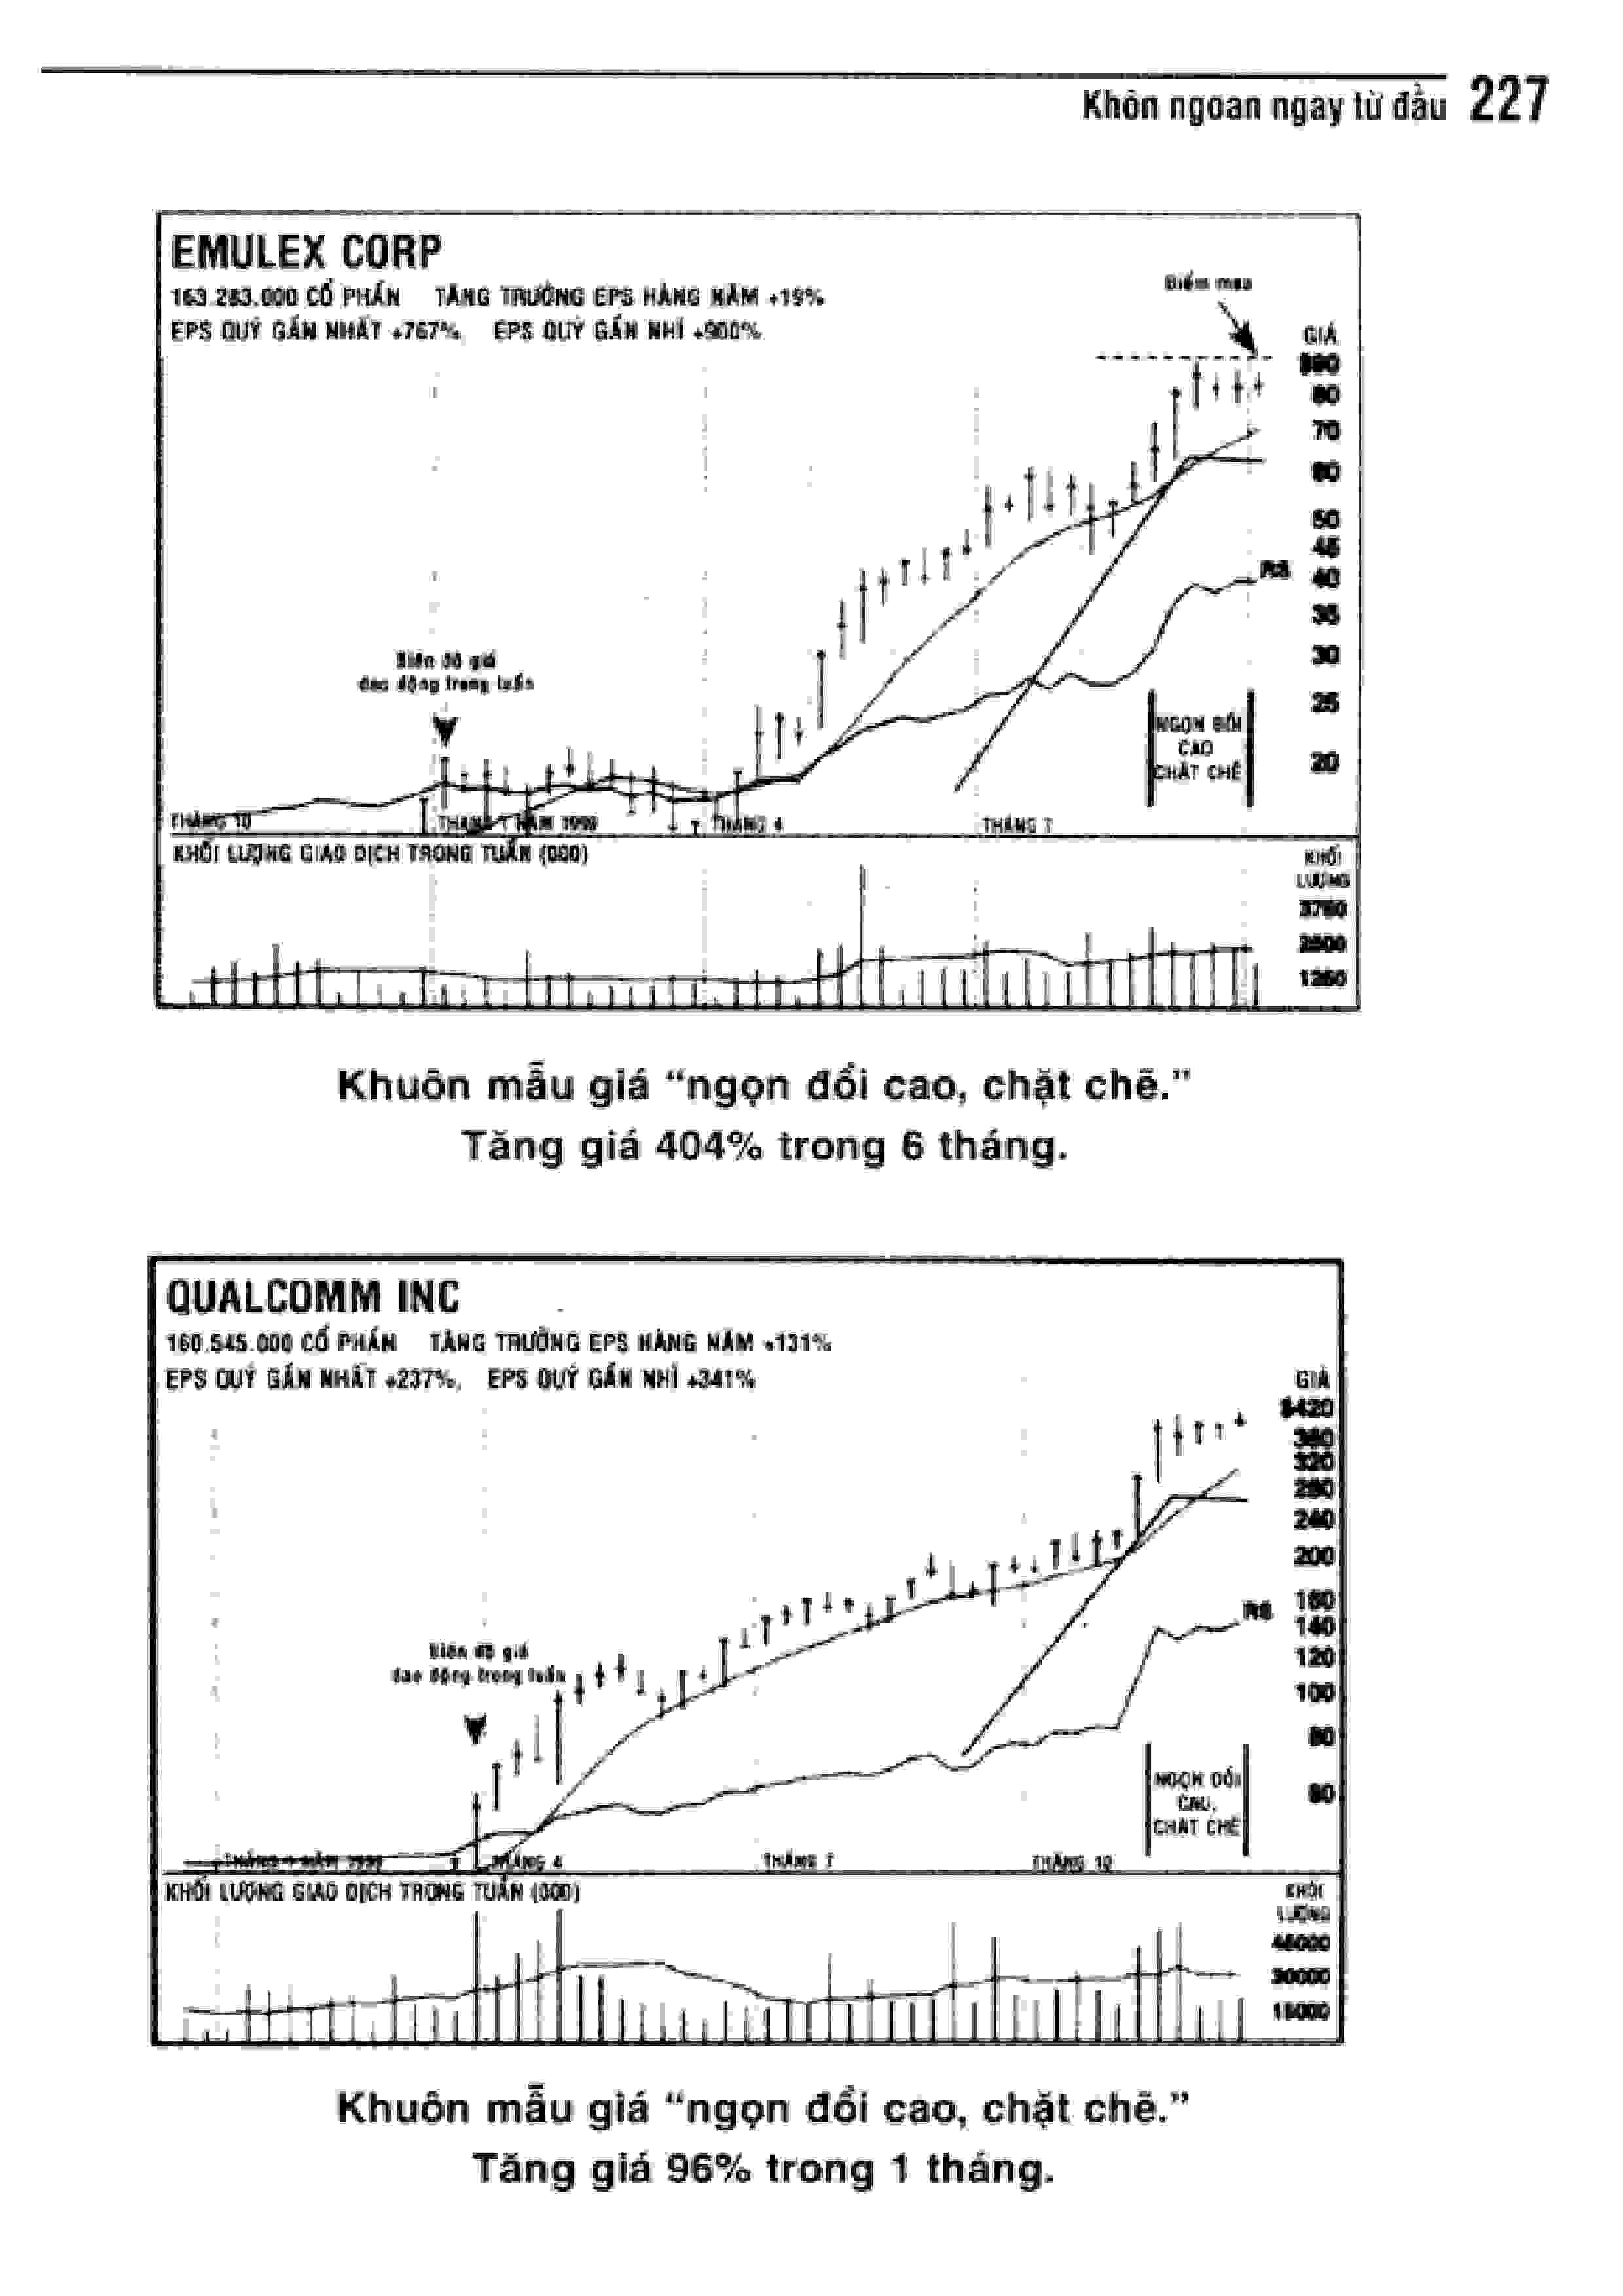 Khôn ngoan ngay từ đầu 227
EMULEX CORP
163.283.000 CỔ PHẦN TĂNG TRƯỞNG EPS HÀNG NĂM +19%
EPS QUÝ GẦN NHẤT +767%, EPS QUÝ GẦN NHÌ +900%
Điểm mua
GIÁ
$90
80
70
60
50
45
RS 40
35
30
Biên độ giá
dao động trong tuần
25
NGỌN ĐỒI
CAO
CHẶT CHẼ
20
THÁNG 10 THÁNG 1 NĂM 1999 THÁNG 4 THÁNG 7
KHỐI LƯỢNG GIAO DỊCH TRONG TUẦN (000)
KHỐI
LƯỢNG
3750
2500
1250
Khuôn mẫu giá “ngọn đồi cao, chặt chẽ.”
Tăng giá 404% trong 6 tháng.
QUALCOMM INC
160.545.000 CỔ PHẦN TĂNG TRƯỞNG EPS HÀNG NĂM +131%
EPS QUÝ GẦN NHẤT +237%, EPS QUÝ GẦN NHÌ +341%
GIÁ
$420
360
320
280
240
200
160
RS 140
120
Biên độ giá
dao động trong tuần
100
80
NGỌN ĐỒI
CAO,
CHẶT CHẼ
THÁNG 1 NĂM 1999 THÁNG 4 THÁNG 7 THÁNG 10
KHỐI LƯỢNG GIAO DỊCH TRONG TUẦN (000)
KHỐI
LƯỢNG
45000
30000
15000
Khuôn mẫu giá “ngọn đồi cao, chặt chẽ.”
Tăng giá 96% trong 1 tháng.